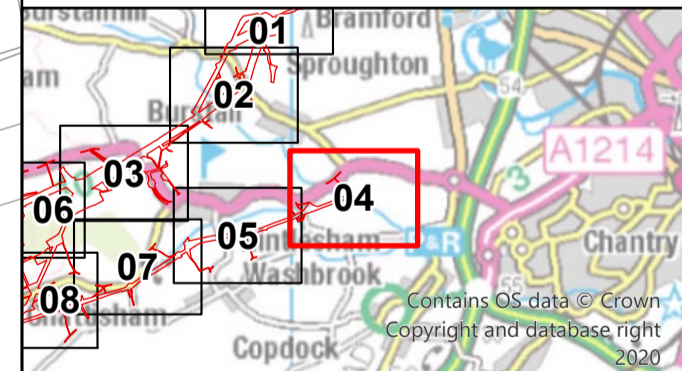 01
Bramford
Sproughton
02
54
Burstall
A1214
03
3
04
06
05
P&R
Chantry
07
Washbrook
55
08
Contains OS data © Crown
Copyright and database right
2020
Copdock